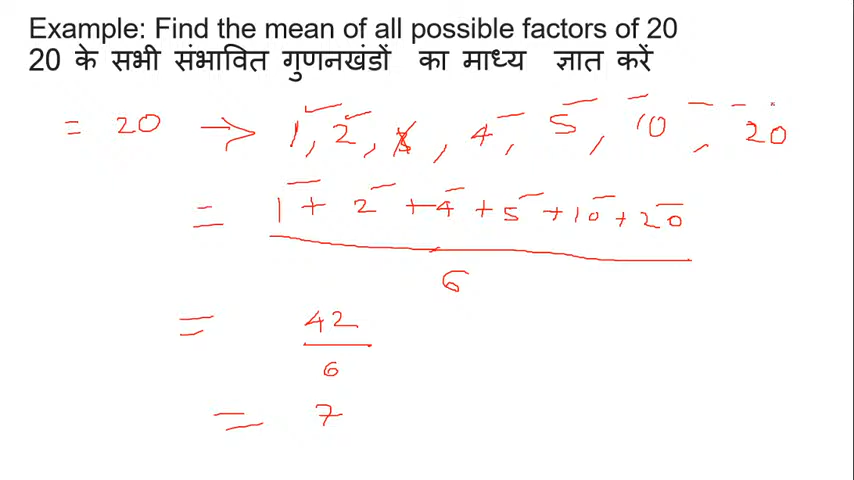 Example: Find the mean of all possible factors of 20
20 के सभी संभावित गुणनखंडों का माध्य ज्ञात करें
= 20 → 1, 2, , 4, 5, 10, 20
= 1 + 2 + 4 + 5 + 10 + 20
6
= 42
6
= 7